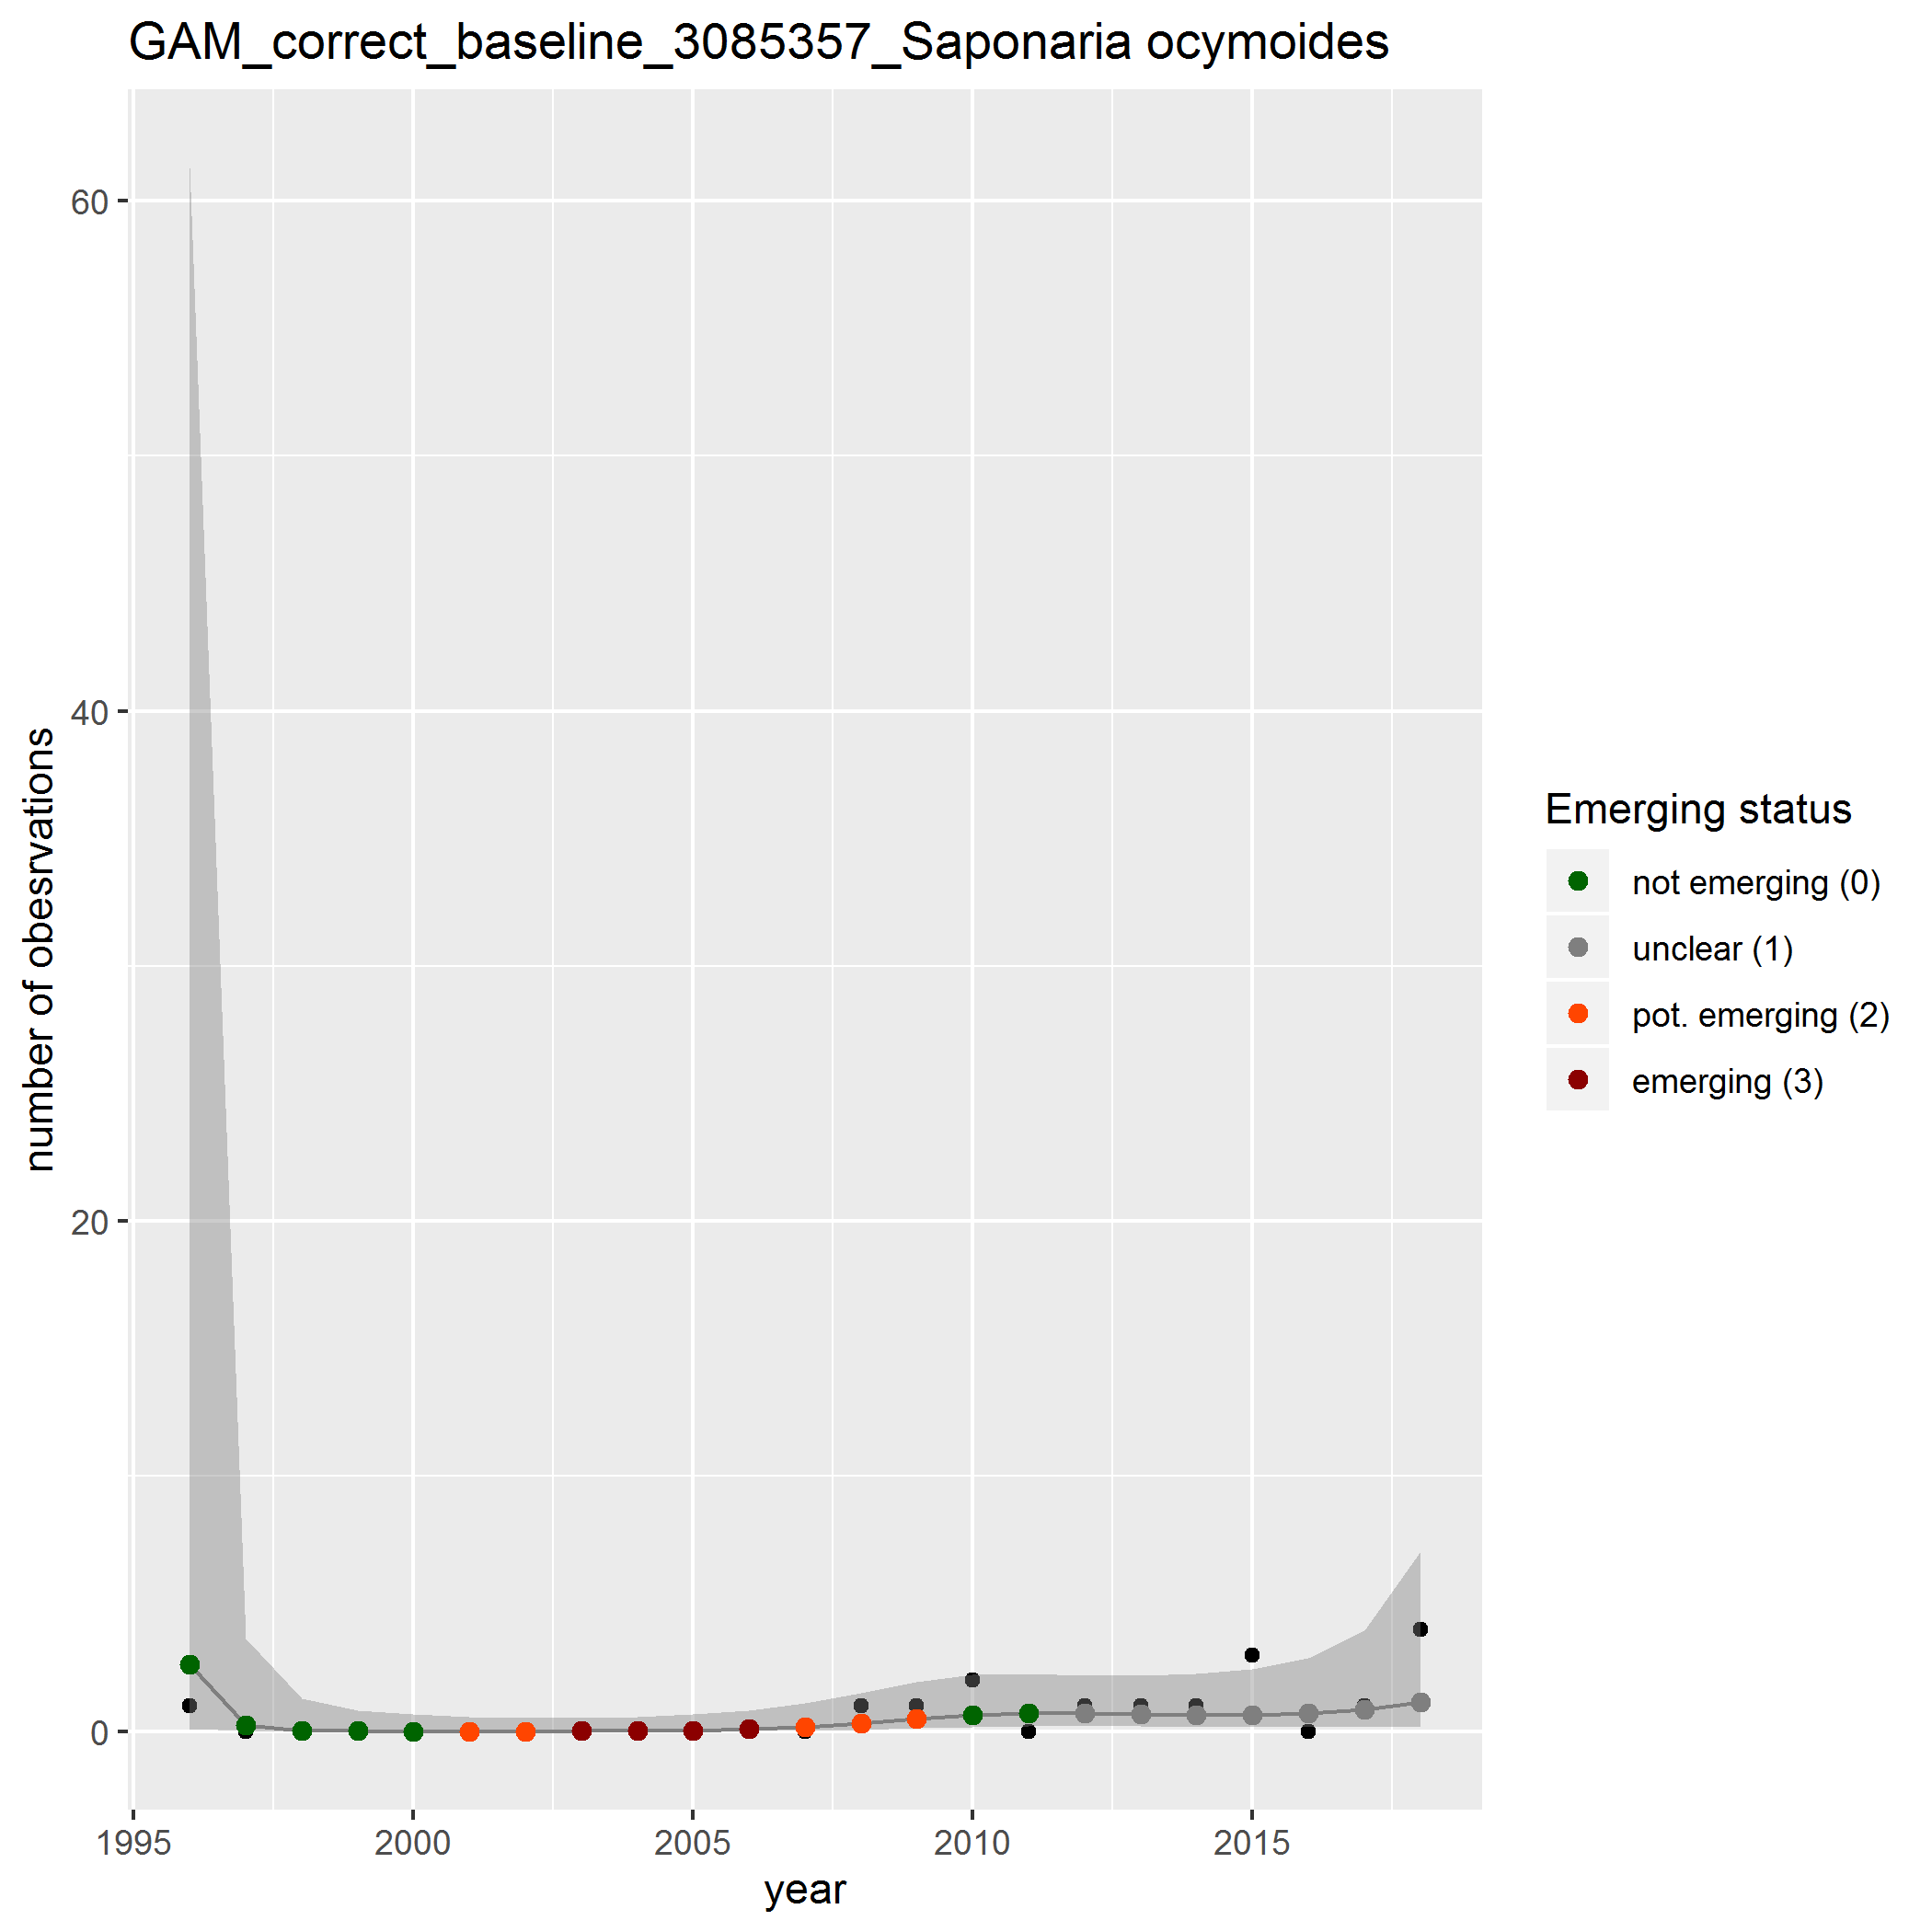 GAM_correct_baseline_3085357_Saponaria ocymoides
60
40
20
0
number of obesrvations
1995 2000 2005 2010 2015
year
Emerging status
not emerging (0)
unclear (1)
pot. emerging (2)
emerging (3)